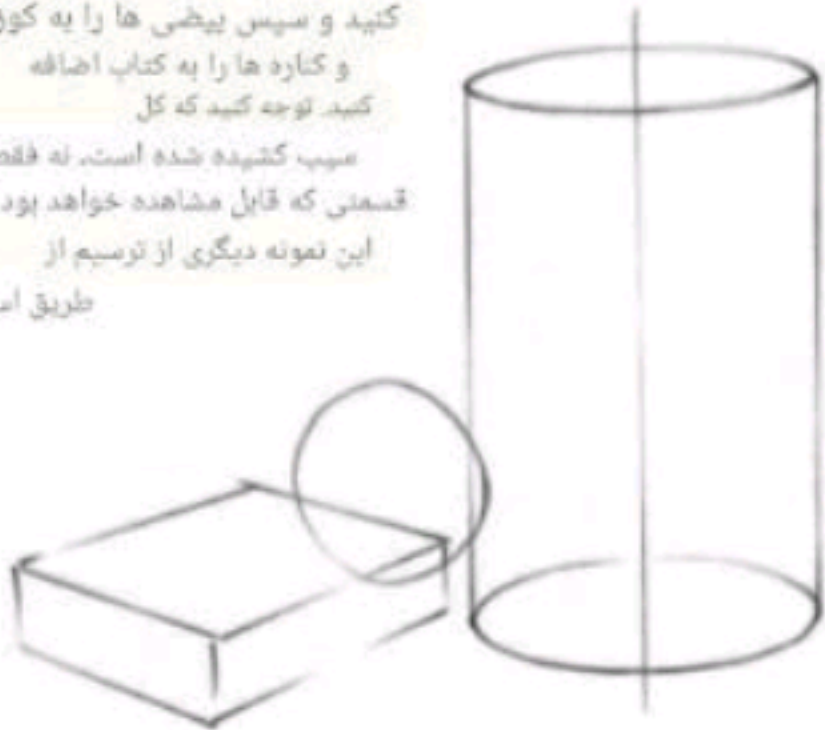 کنید و سپس بیضی ها را به
و کناره ها را به کتاب اضافه
کنید. توجه کنید که کل
سیب کشیده شده است، نه فقط
قسمتی که قابل مشاهده خواهد بود
این نمونه دیگری از ترسیم از
طریق